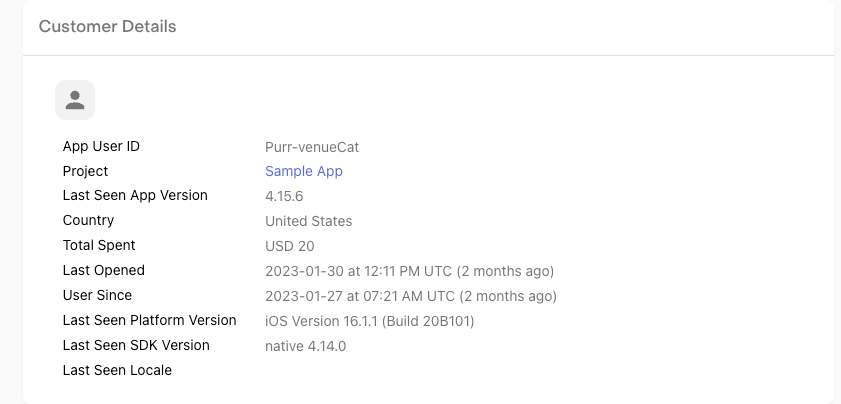 Customer Details
App User ID Purr-venueCat
Project Sample App
Last Seen App Version 4.15.6
Country United States
Total Spent USD 20
Last Opened 2023-01-30 at 12:11 PM UTC (2 months ago)
User Since 2023-01-27 at 07:21 AM UTC (2 months ago)
Last Seen Platform Version iOS Version 16.1.1 (Build 20B101)
Last Seen SDK Version native 4.14.0
Last Seen Locale